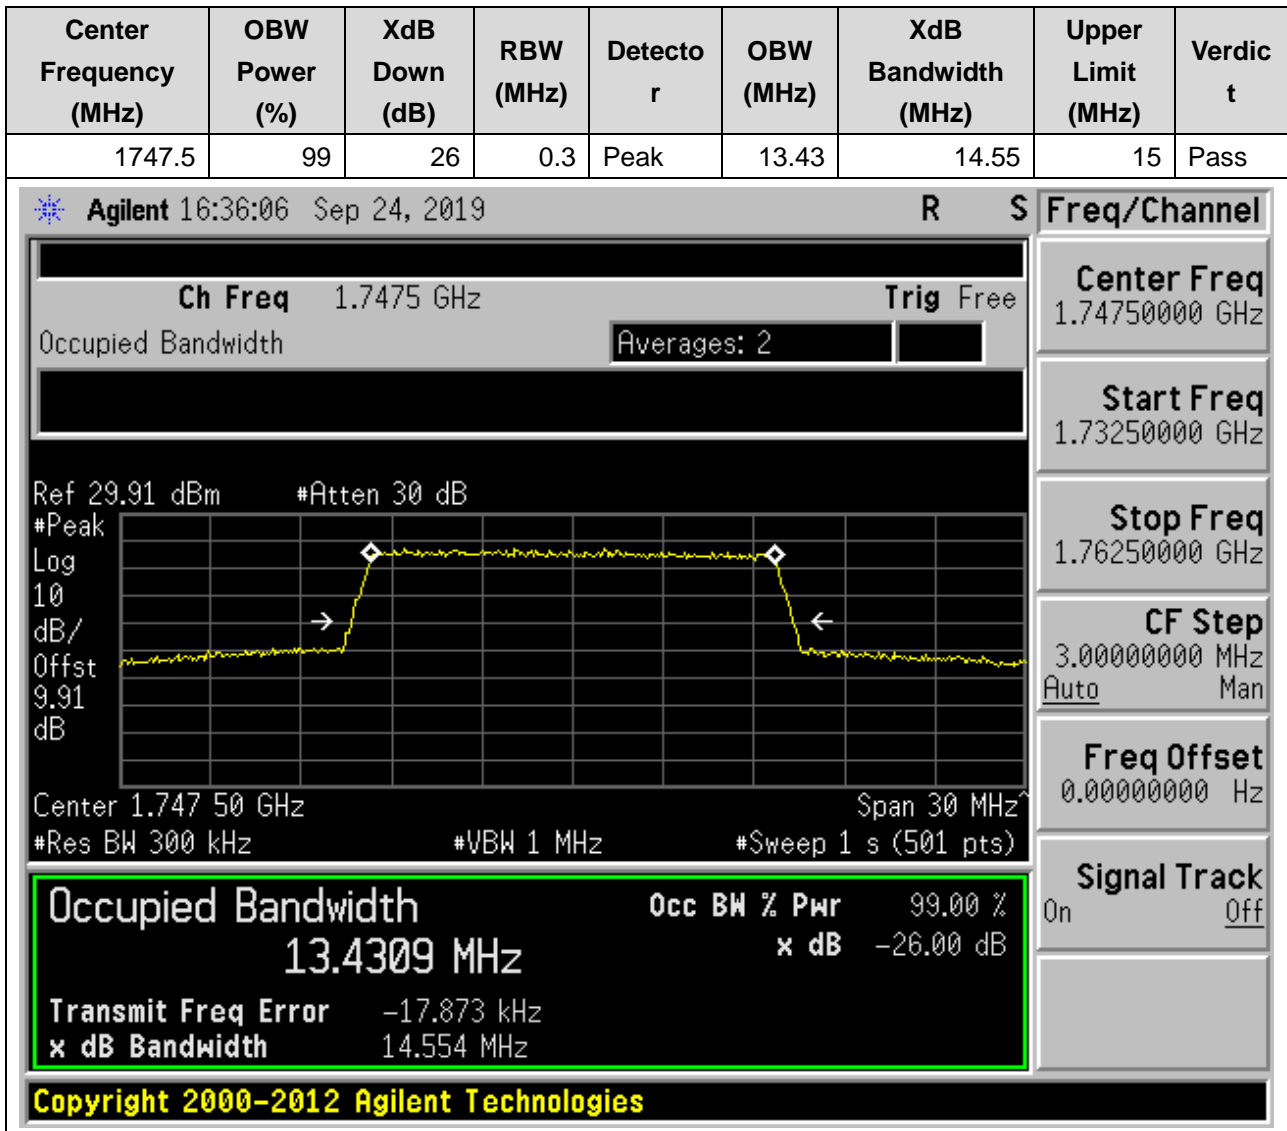 Center Frequency (MHz) OBW Power (%) XdB Down (dB) RBW (MHz) Detecto r OBW (MHz) XdB Bandwidth (MHz) Upper Limit (MHz) Verdic t
1747.5 99 26 0.3 Peak 13.43 14.55 15 Pass
Agilent 16:36:06 Sep 24, 2019 R S Freq/Channel
Ch Freq 1.7475 GHz Trig Free
Occupied Bandwidth Averages: 2
Center Freq
1.74750000 GHz
Start Freq
1.73250000 GHz
Stop Freq
1.76250000 GHz
CF Step
3.00000000 MHz
Auto Man
Freq Offset
0.00000000 Hz
Signal Track
On Off
Ref 29.91 dBm #Atten 30 dB
#Peak
Log
10
dB/
Offst
9.91
dB
Center 1.747 50 GHz Span 30 MHz^
#Res BW 300 kHz #VBW 1 MHz #Sweep 1 s (501 pts)
Occupied Bandwidth Occ BW % Pwr 99.00 %
13.4309 MHz x dB -26.00 dB
Transmit Freq Error -17.873 kHz
x dB Bandwidth 14.554 MHz
Copyright 2000-2012 Agilent Technologies